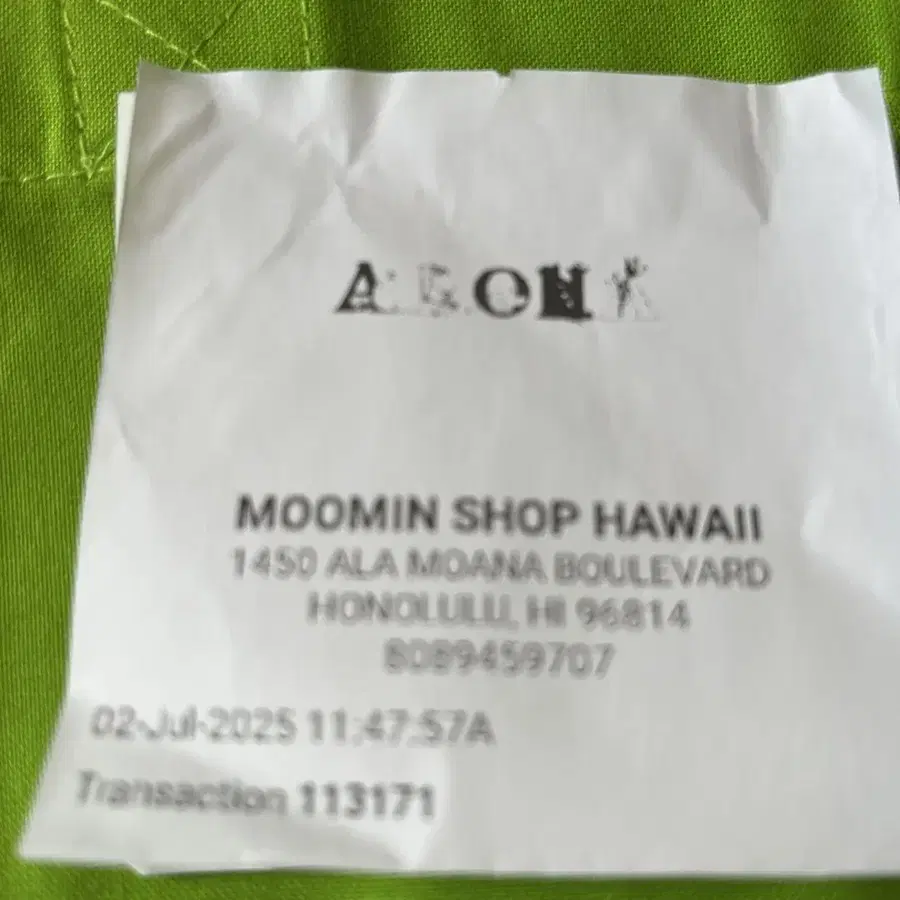 MOOMIN SHOP HAWAII
1450 ALA MOANA BOULEVARD
HONOLULU, HI 96814
8089459707
02-Jul-2025 11:47:57A
Transaction 113171